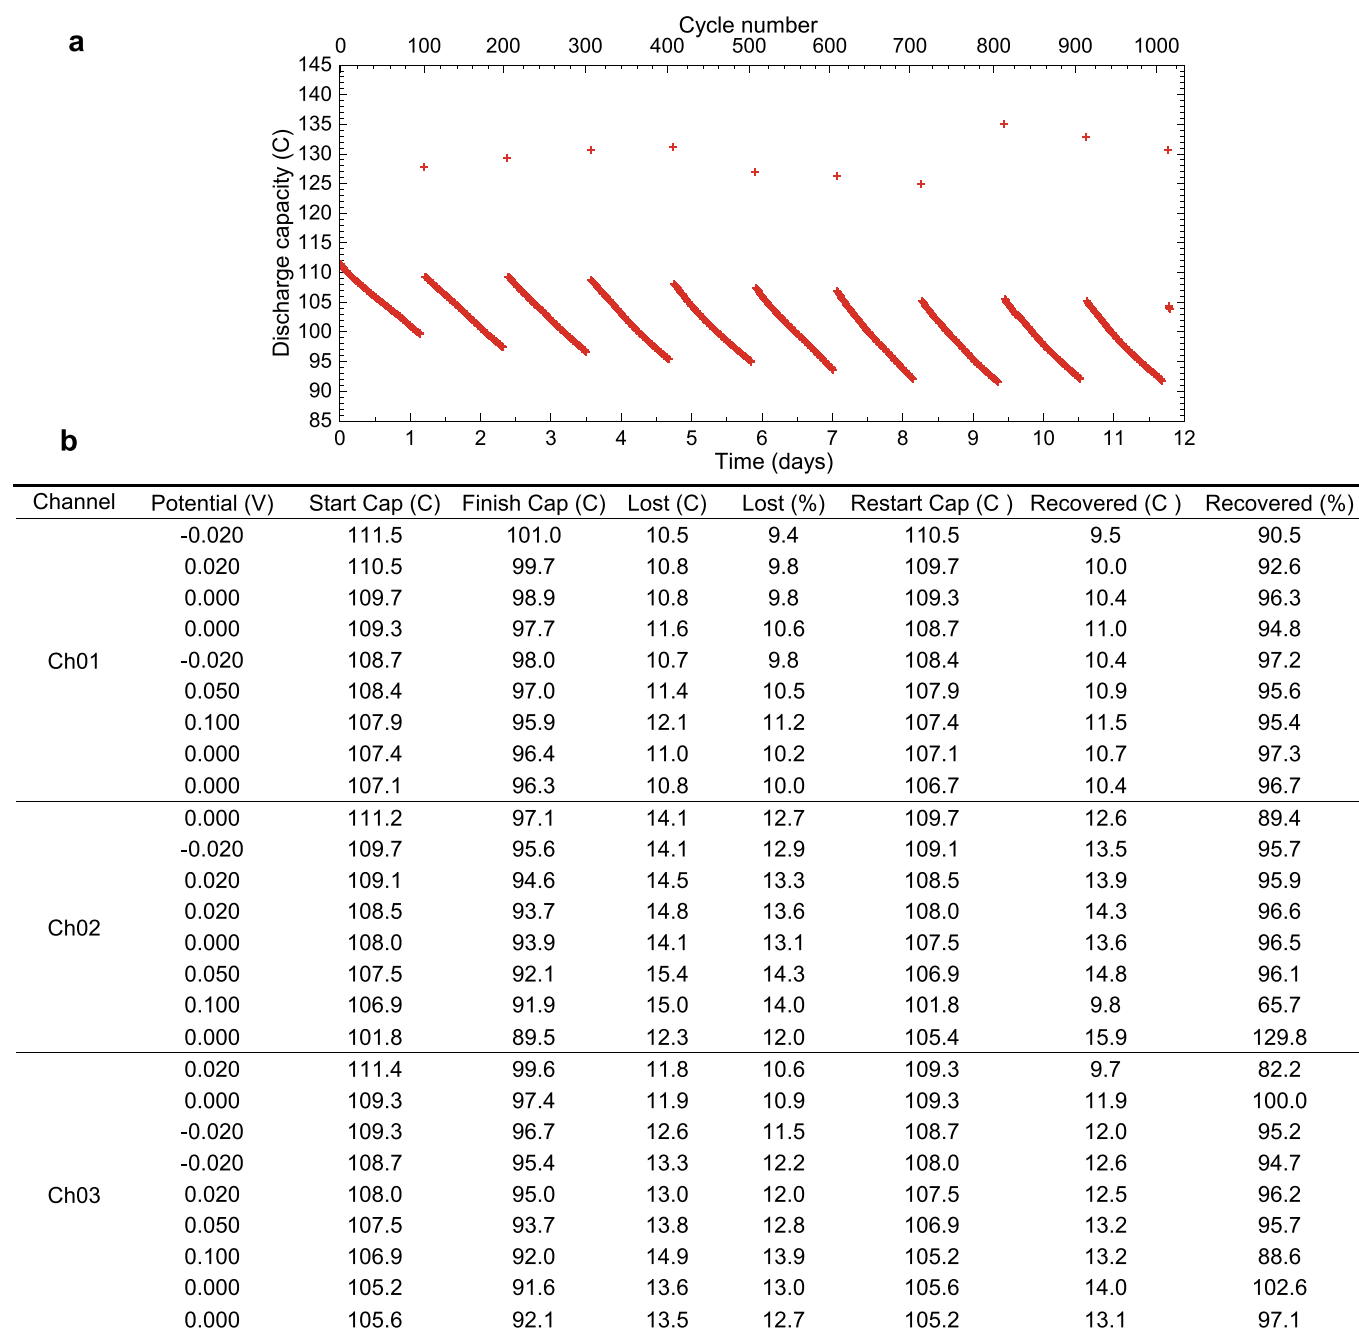 a
Cycle number
0 100 200 300 400 500 600 700 800 900 1000
145
140
135
130
125
120
115
110
105
100
95
90
85
Discharge capacity (C)
0 1 2 3 4 5 6 7 8 9 10 11 12
Time (days)
b
Channel Potential (V) Start Cap (C) Finish Cap (C) Lost (C) Lost (%) Restart Cap (C ) Recovered (C ) Recovered (%)
-0.020 111.5 101.0 10.5 9.4 110.5 9.5 90.5
0.020 110.5 99.7 10.8 9.8 109.7 10.0 92.6
0.000 109.7 98.9 10.8 9.8 109.3 10.4 96.3
0.000 109.3 97.7 11.6 10.6 108.7 11.0 94.8
Ch01 -0.020 108.7 98.0 10.7 9.8 108.4 10.4 97.2
0.050 108.4 97.0 11.4 10.5 107.9 10.9 95.6
0.100 107.9 95.9 12.1 11.2 107.4 11.5 95.4
0.000 107.4 96.4 11.0 10.2 107.1 10.7 97.3
0.000 107.1 96.3 10.8 10.0 106.7 10.4 96.7
0.000 111.2 97.1 14.1 12.7 109.7 12.6 89.4
-0.020 109.7 95.6 14.1 12.9 109.1 13.5 95.7
0.020 109.1 94.6 14.5 13.3 108.5 13.9 95.9
0.020 108.5 93.7 14.8 13.6 108.0 14.3 96.6
Ch02 0.000 108.0 93.9 14.1 13.1 107.5 13.6 96.5
0.050 107.5 92.1 15.4 14.3 106.9 14.8 96.1
0.100 106.9 91.9 15.0 14.0 101.8 9.8 65.7
0.000 101.8 89.5 12.3 12.0 105.4 15.9 129.8
0.020 111.4 99.6 11.8 10.6 109.3 9.7 82.2
0.000 109.3 97.4 11.9 10.9 109.3 11.9 100.0
-0.020 109.3 96.7 12.6 11.5 108.7 12.0 95.2
-0.020 108.7 95.4 13.3 12.2 108.0 12.6 94.7
Ch03 0.020 108.0 95.0 13.0 12.0 107.5 12.5 96.2
0.050 107.5 93.7 13.8 12.8 106.9 13.2 95.7
0.100 106.9 92.0 14.9 13.9 105.2 13.2 88.6
0.000 105.2 91.6 13.6 13.0 105.6 14.0 102.6
0.000 105.6 92.1 13.5 12.7 105.2 13.1 97.1